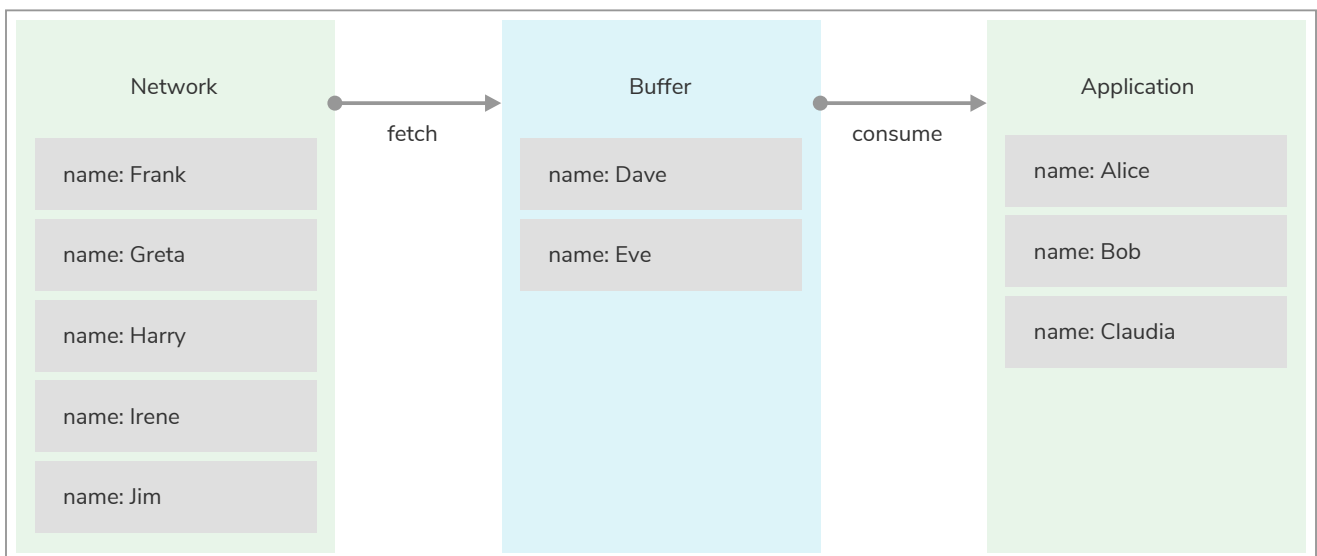 Network
fetch
Buffer
consume
Application
name: Frank
name: Greta
name: Harry
name: Irene
name: Jim
name: Dave
name: Eve
name: Alice
name: Bob
name: Claudia